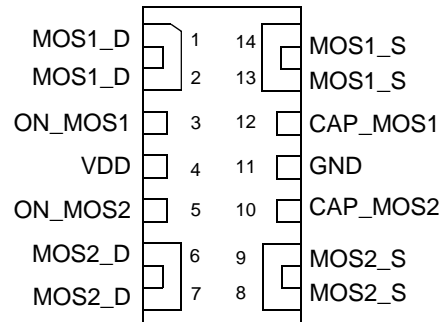 MOS1_D 1 14 MOS1_S
MOS1_D 2 13 MOS1_S
ON_MOS1 3 12 CAP_MOS1
VDD 4 11 GND
ON_MOS2 5 10 CAP_MOS2
MOS2_D 6 9 MOS2_S
MOS2_D 7 8 MOS2_S